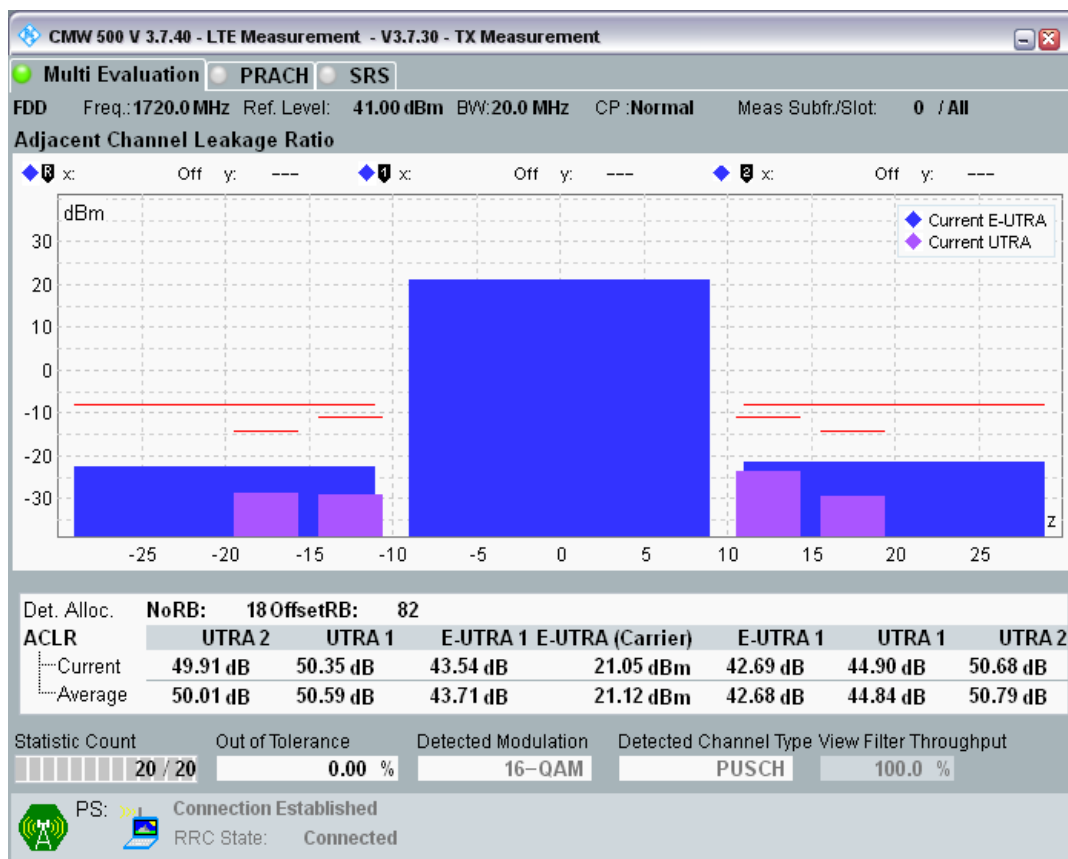 CMW 500 V 3.7.40 - LTE Measurement - V3.7.30 - TX Measurement
Multi Evaluation PRACH SRS
FDD Freq.: 1720.0 MHz Ref. Level: 41.00 dBm BW: 20.0 MHz CP : Normal Meas Subfr./Slot: 0 / All
Adjacent Channel Leakage Ratio
R x: Off y: --- 1 x: Off y: --- 2 x: Off y: ---
dBm
Current E-UTRA
Current UTRA
30
20
10
0
-10
-20
-30
z
-25 -20 -15 -10 -5 0 5 10 15 20 25
Det. Alloc. NoRB: 18 OffsetRB: 82
ACLR UTRA 2 UTRA 1 E-UTRA 1 E-UTRA (Carrier) E-UTRA 1 UTRA 1 UTRA 2
Current 49.91 dB 50.35 dB 43.54 dB 21.05 dBm 42.69 dB 44.90 dB 50.68 dB
Average 50.01 dB 50.59 dB 43.71 dB 21.12 dBm 42.68 dB 44.84 dB 50.79 dB
Statistic Count Out of Tolerance Detected Modulation Detected Channel Type View Filter Throughput
20 / 20 0.00 % 16-QAM PUSCH 100.0 %
PS: Connection Established
RRC State: Connected